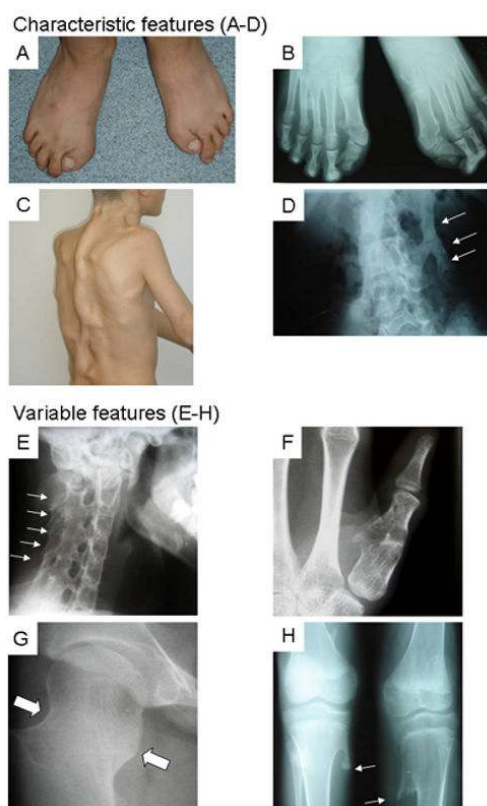 Characteristic features (A-D)
A
B
C
D
Variable features (E-H)
E
F
G
H